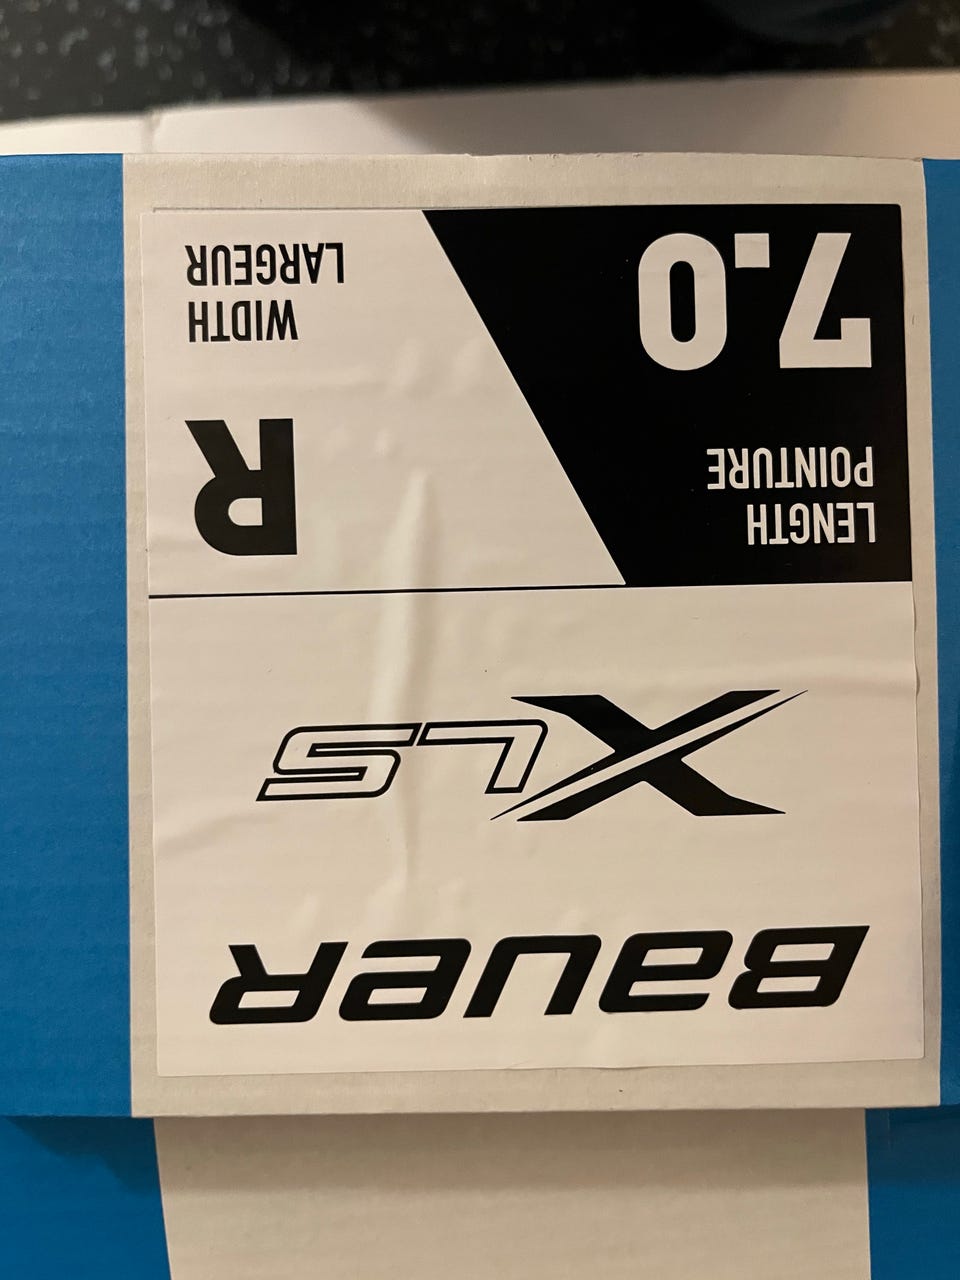 BAUER
XLS
LENGTH
POINTURE
7.0
R
WIDTH
LARGEUR